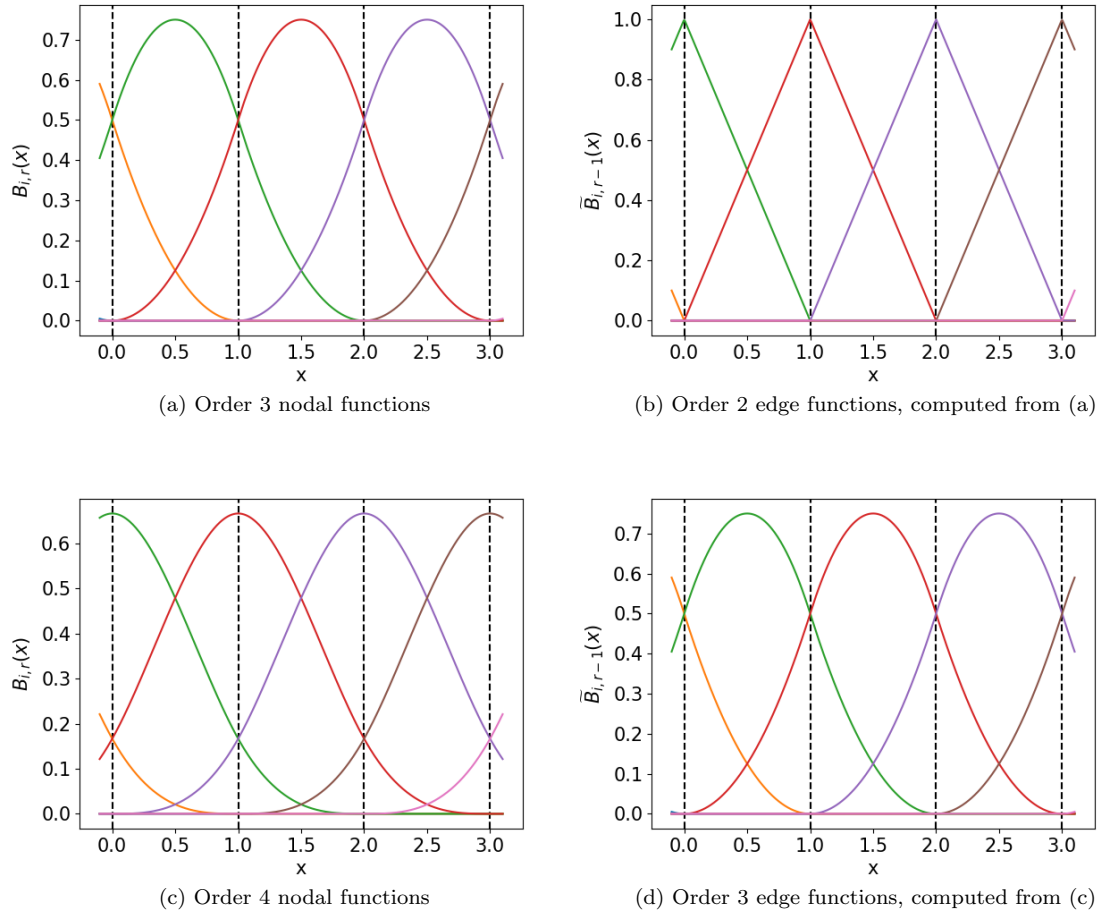 0.7
0.6
0.5
0.4
0.3
0.2
0.1
0.0
B_{i,r}(x)
0.0 0.5 1.0 1.5 2.0 2.5 3.0
x
(a) Order 3 nodal functions
1.0
0.8
0.6
0.4
0.2
0.0
B̃_{i,r−1}(x)
0.0 0.5 1.0 1.5 2.0 2.5 3.0
x
(b) Order 2 edge functions, computed from (a)
0.6
0.5
0.4
0.3
0.2
0.1
0.0
B_{i,r}(x)
0.0 0.5 1.0 1.5 2.0 2.5 3.0
x
(c) Order 4 nodal functions
0.7
0.6
0.5
0.4
0.3
0.2
0.1
0.0
B̃_{i,r−1}(x)
0.0 0.5 1.0 1.5 2.0 2.5 3.0
x
(d) Order 3 edge functions, computed from (c)